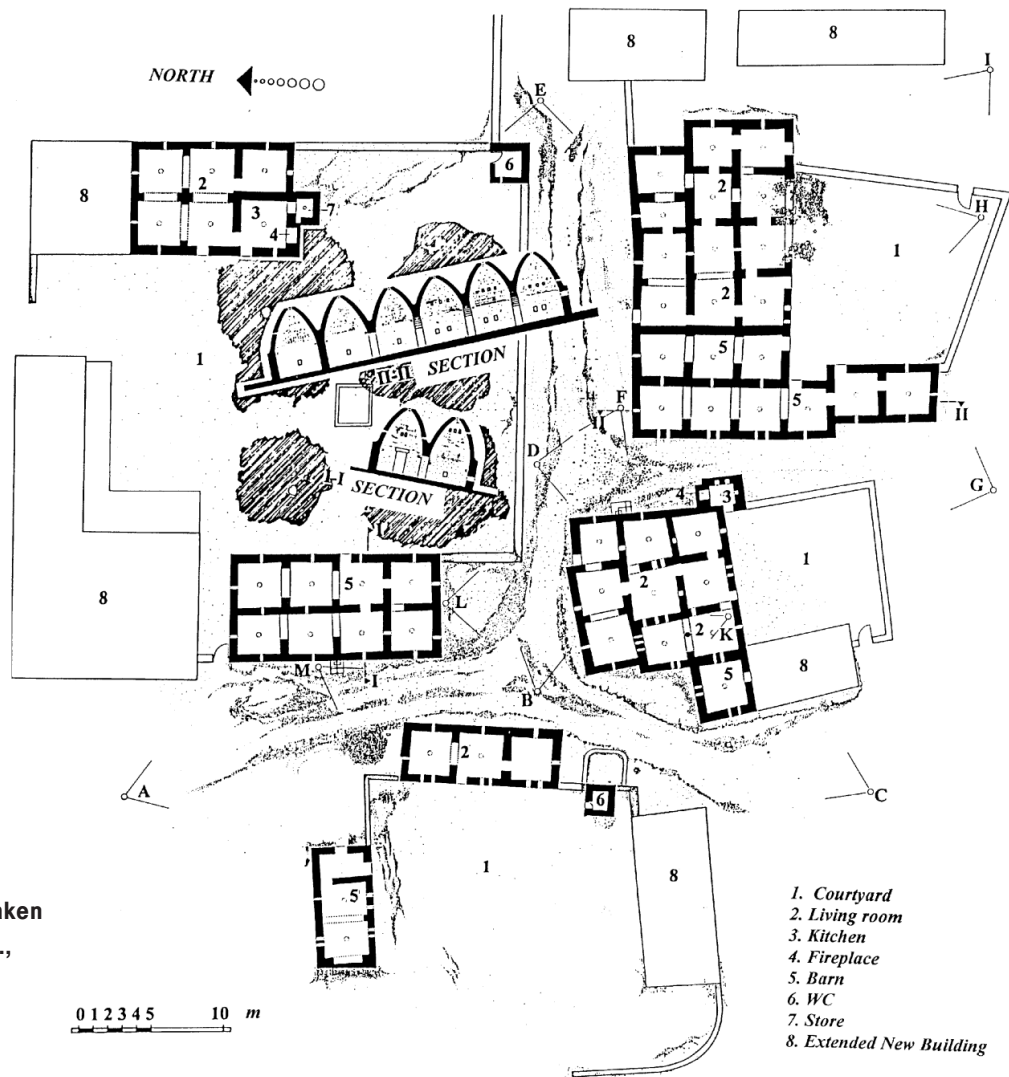 8
8
I
NORTH
E
6
2
8
2
3
7
4
H
1
2
1
II-II SECTION
5
F
5
II
II
D
I-I SECTION
I
4
3
G
1
2
5
8
L
2
K
M
I
B
5
8
2
A
6
C
1
8
5
nken
.,
0 1 2 3 4 5 10 m
1. Courtyard
2. Living room
3. Kitchen
4. Fireplace
5. Barn
6. WC
7. Store
8. Extended New Building